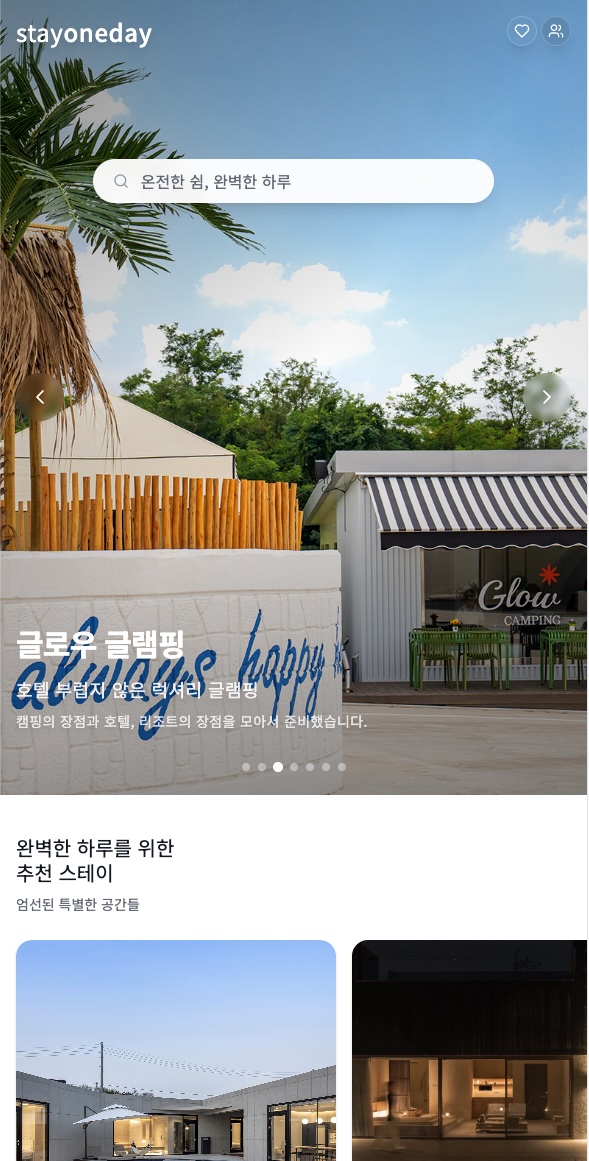 stayoneday
온전한 쉼, 완벽한 하루
Glow
CAMPING
always happy
글로우 글램핑
호텔 부럽지 않은 럭셔리 글램핑
캠핑의 장점과 호텔, 리조트의 장점을 모아서 준비했습니다.
완벽한 하루를 위한
추천 스테이
엄선된 특별한 공간들